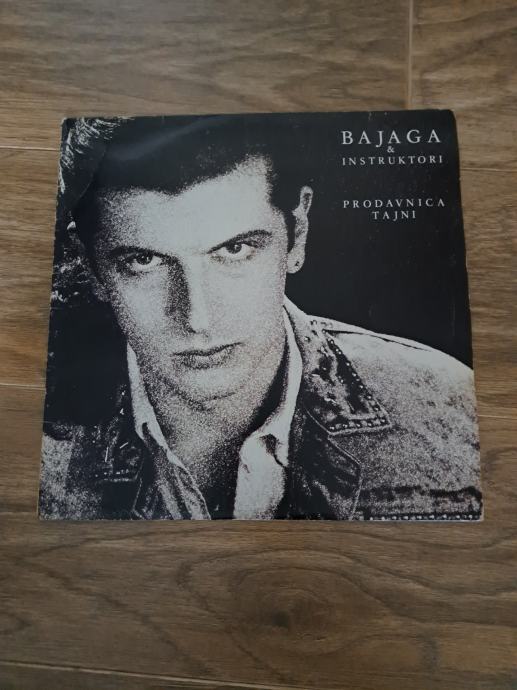 BAJAGA
&
INSTRUKTORI
PRODAVNICA
TAJNI